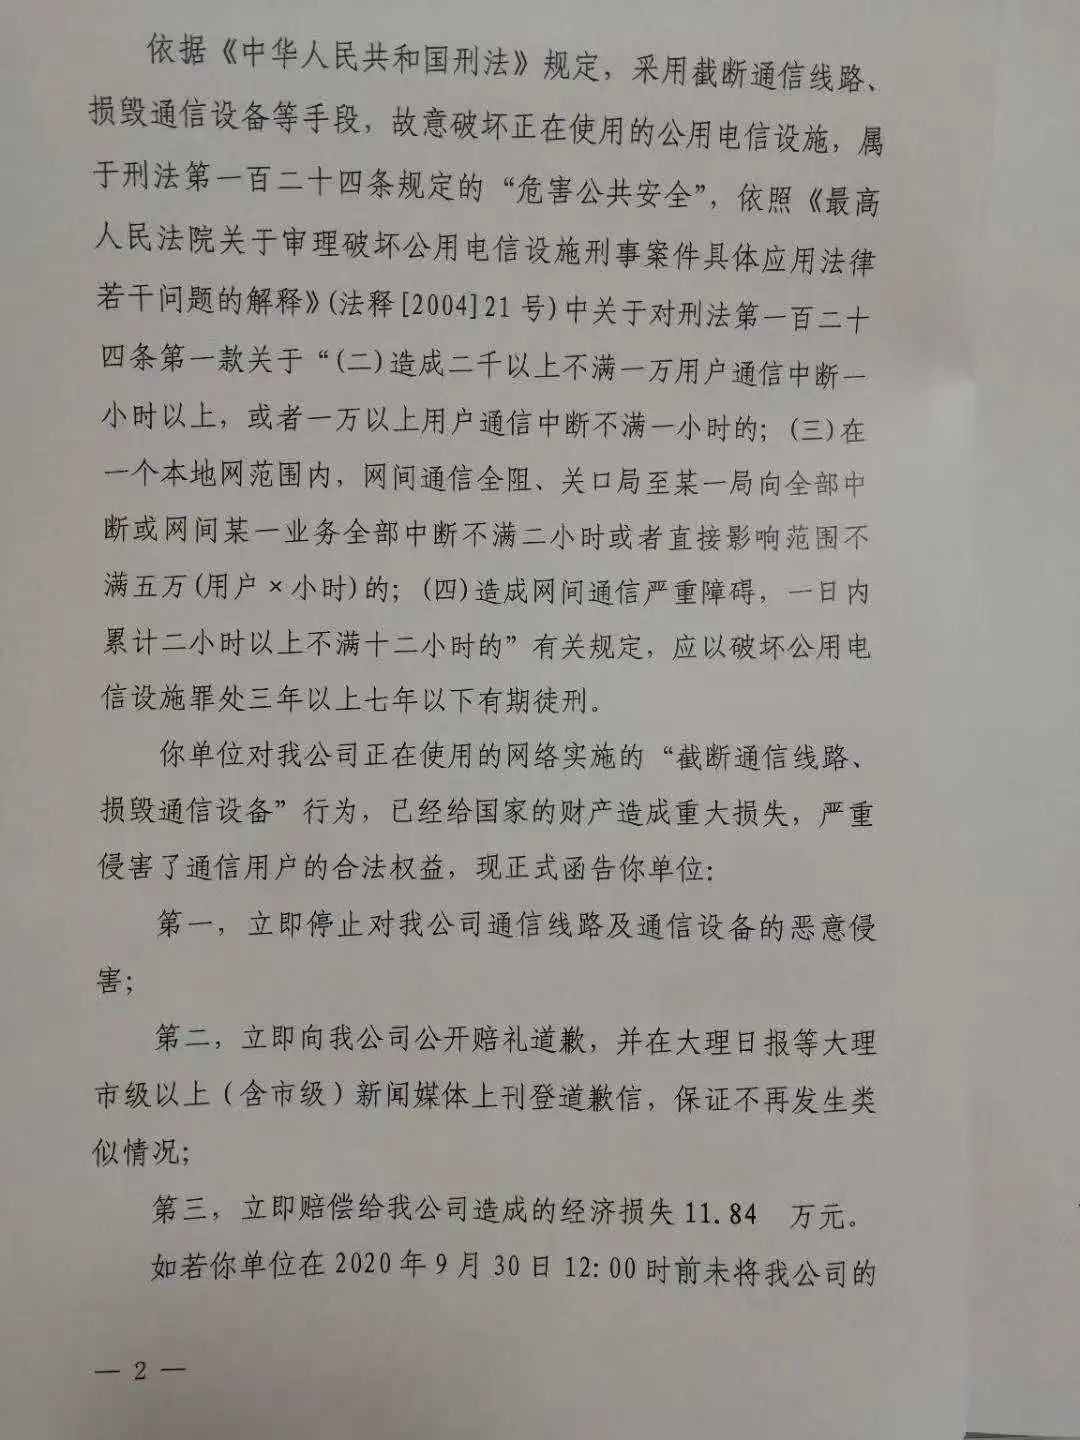 依据《中华人民共和国刑法》规定，采用截断通信线路、
损毁通信设备等手段，故意破坏正在使用的公用电信设施，属
于刑法第一百二十四条规定的“危害公共安全”，依照《最高
人民法院关于审理破坏公用电信设施刑事案件具体应用法律
若干问题的解释》(法释[2004]21号)中关于对刑法第一百二十
四条第一款关于“(二)造成二千以上不满一万用户通信中断一
小时以上，或者一万以上用户通信中断不满一小时的；(三)在
一个本地网范围内，网间通信全阻、关口局至某一局向全部中
断或网间某一业务全部中断不满二小时或者直接影响范围不
满五万(用户×小时)的；(四)造成网间通信严重障碍，一日内
累计二小时以上不满十二小时的”有关规定，应以破坏公用电
信设施罪处三年以上七年以下有期徒刑。
你单位对我公司正在使用的网络实施的“截断通信线路、
损毁通信设备”行为，已经给国家的财产造成重大损失，严重
侵害了通信用户的合法权益，现正式函告你单位：
第一，立即停止对我公司通信线路及通信设备的恶意侵
害；
第二，立即向我公司公开赔礼道歉，并在大理日报等大理
市级以上（含市级）新闻媒体上刊登道歉信，保证不再发生类
似情况；
第三，立即赔偿给我公司造成的经济损失11.84 万元。
如若你单位在2020年9月30日12:00时前未将我公司的
— 2 —